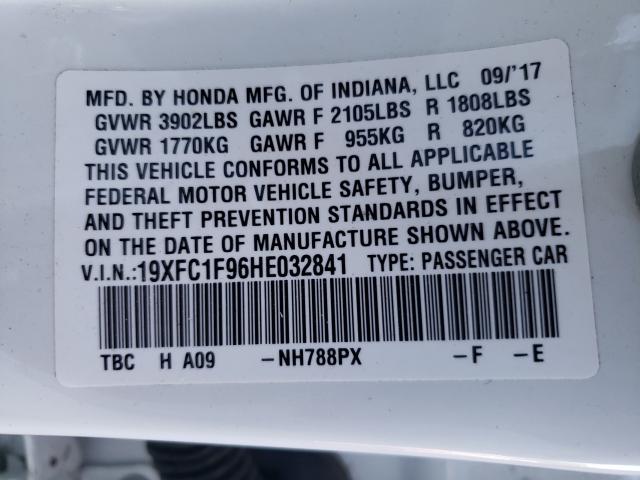 MFD. BY HONDA MFG. OF INDIANA, LLC 09/'17
GVWR 3902LBS GAWR F 2105LBS R 1808LBS
GVWR 1770KG GAWR F 955KG R 820KG
THIS VEHICLE CONFORMS TO ALL APPLICABLE
FEDERAL MOTOR VEHICLE SAFETY, BUMPER,
AND THEFT PREVENTION STANDARDS IN EFFECT
ON THE DATE OF MANUFACTURE SHOWN ABOVE.
V.I.N.:19XFC1F96HE032841 TYPE: PASSENGER CAR
TBC H A09 -NH788PX -F -E